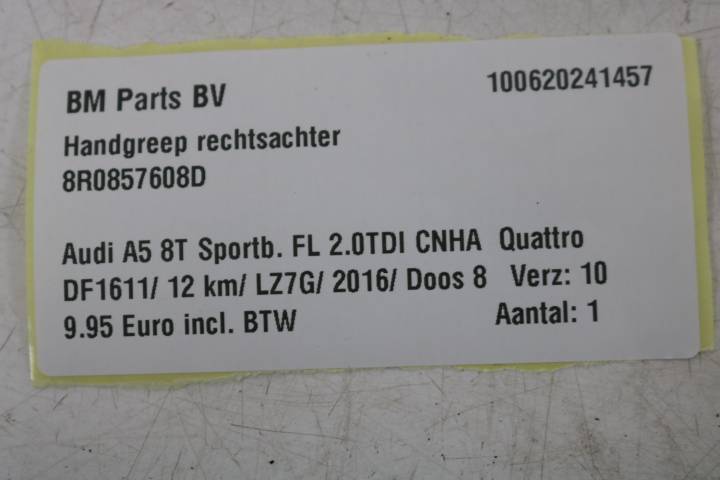 BM Parts BV 100620241457
Handgreep rechtsachter
8R0857608D
Audi A5 8T Sportb. FL 2.0TDI CNHA Quattro
DF1611/ 12 km/ LZ7G/ 2016/ Doos 8 Verz: 10
9.95 Euro incl. BTW Aantal: 1